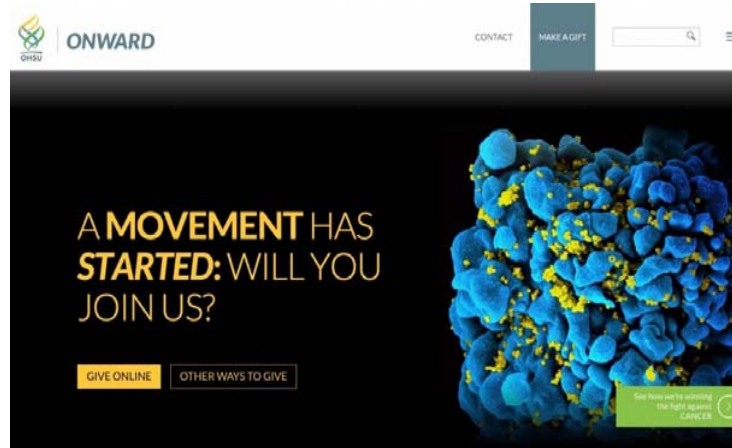 OHSU
ONWARD
CONTACT
MAKE A GIFT
A MOVEMENT HAS
STARTED: WILL YOU
JOIN US?
GIVE ONLINE
OTHER WAYS TO GIVE
See how we're winning
the fight against
CANCER